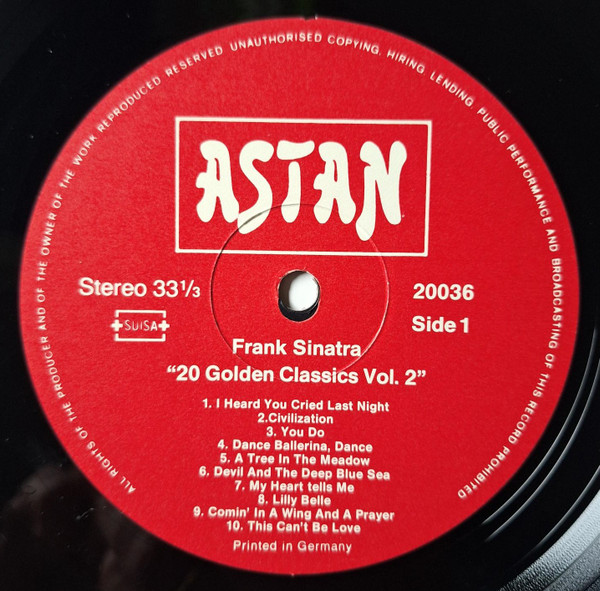 ALL RIGHTS OF THE PRODUCER AND OF THE OWNER OF THE WORK REPRODUCED RESERVED UNAUTHORISED COPYING, HIRING, LENDING, PUBLIC PERFORMANCE AND BROADCASTING OF THIS RECORD PROHIBITED
ASTAN
Stereo 33 1/3
20036
SUISA
Side 1
Frank Sinatra
“20 Golden Classics Vol. 2”
1. I Heard You Cried Last Night
2.Civilization
3. You Do
4. Dance Ballerina, Dance
5. A Tree In The Meadow
6. Devil And The Deep Blue Sea
7. My Heart tells Me
8. Lilly Belle
9. Comin’ In A Wing And A Prayer
10. This Can't Be Love
Printed in Germany